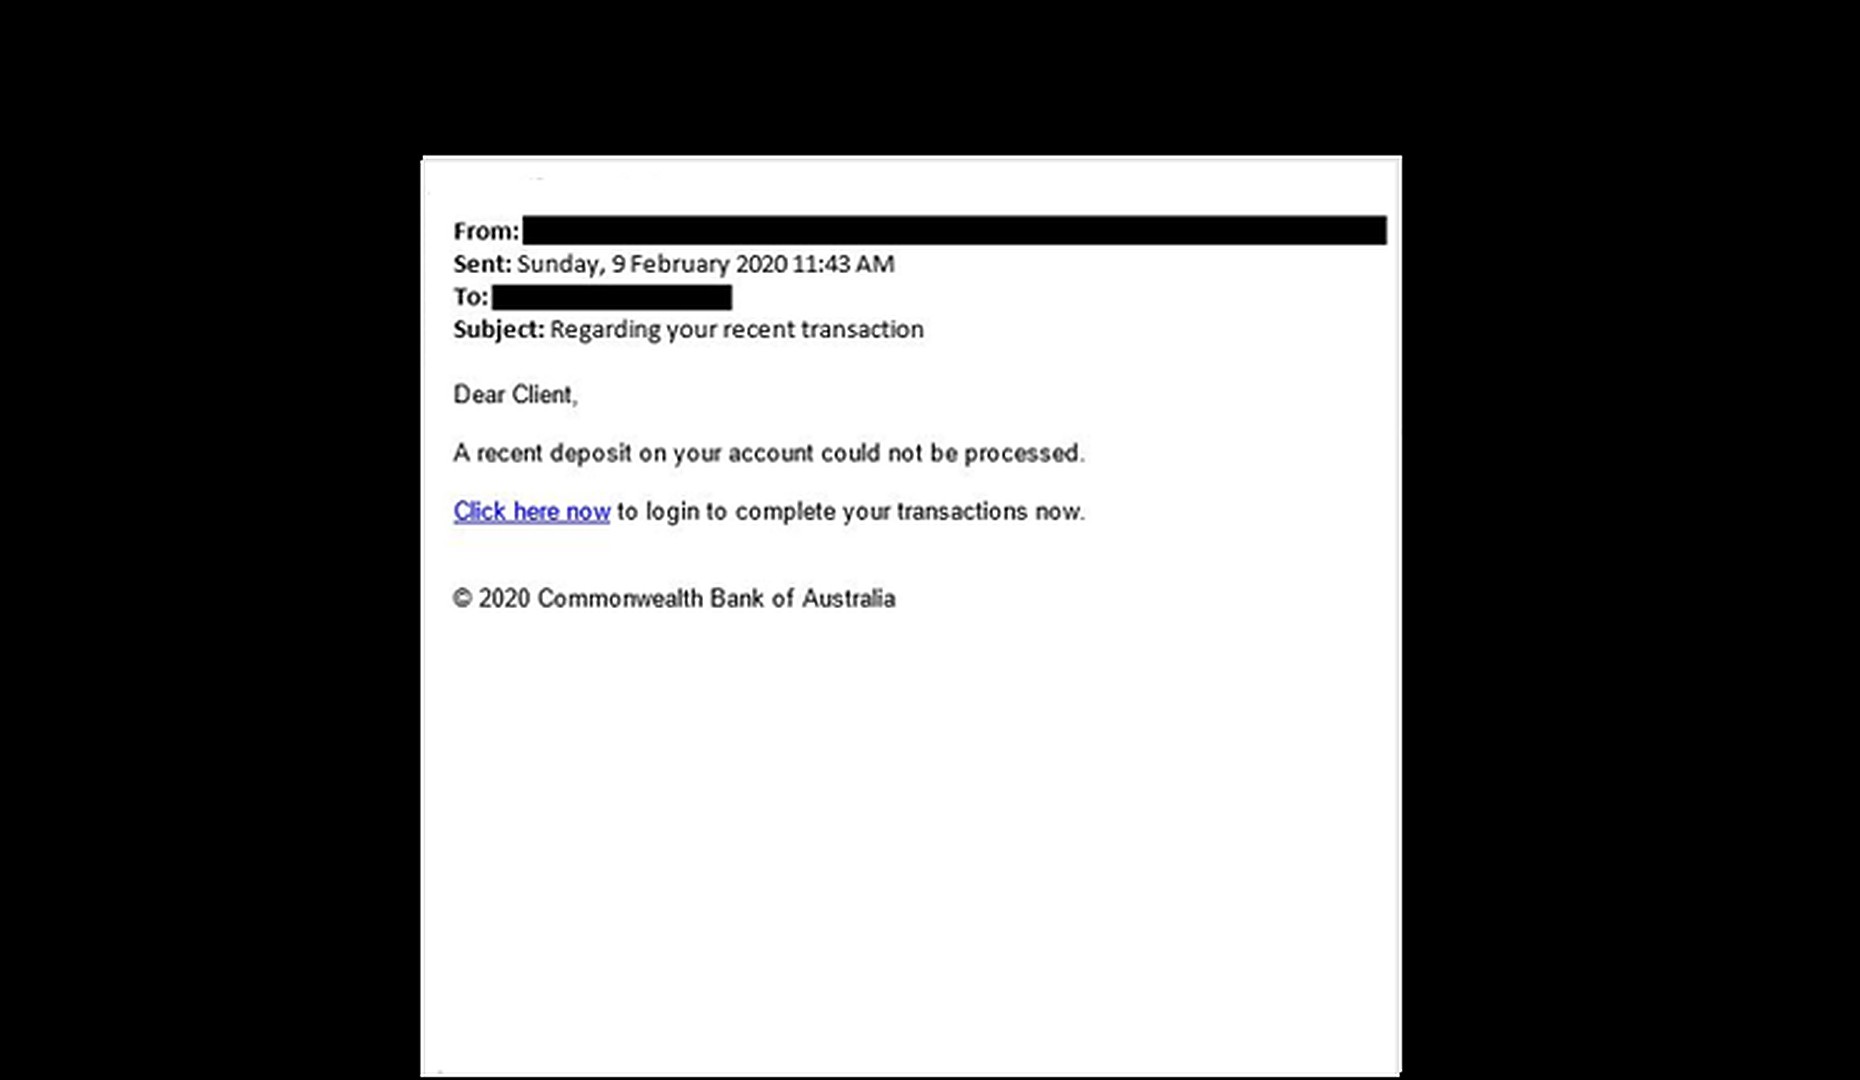 From:
Sent: Sunday, 9 February 2020 11:43 AM
To:
Subject: Regarding your recent transaction
Dear Client,
A recent deposit on your account could not be processed.
Click here now to login to complete your transactions now.
© 2020 Commonwealth Bank of Australia